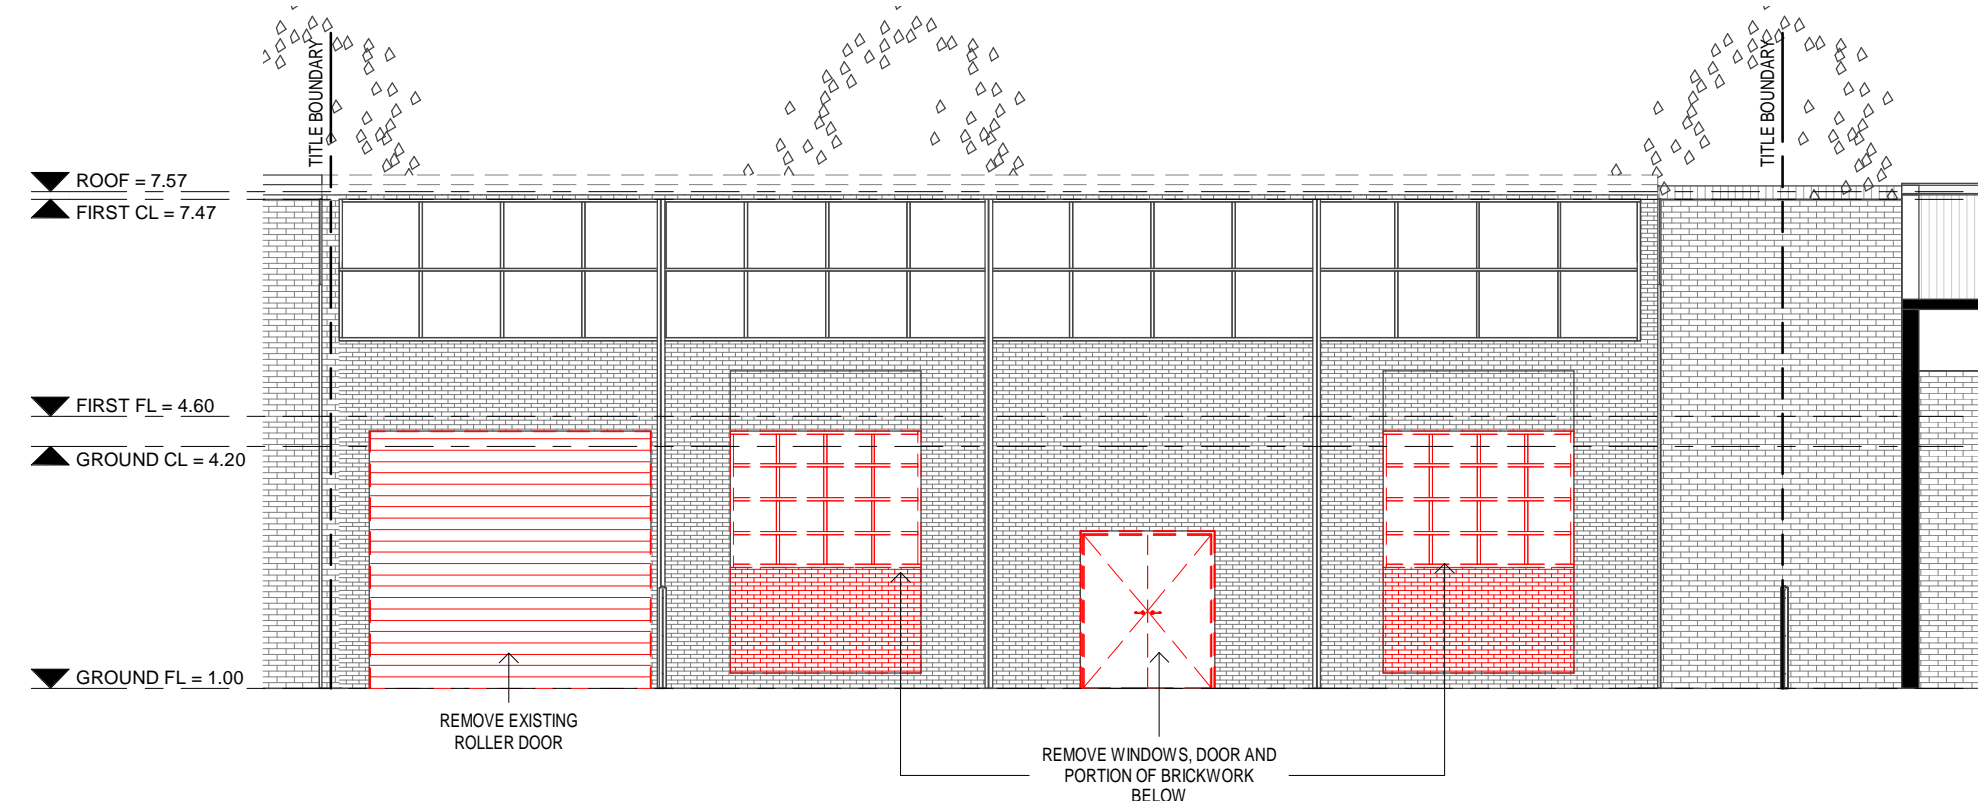 TITLE BOUNDARY
TITLE BOUNDARY
ROOF = 7.57
FIRST CL = 7.47
FIRST FL = 4.60
GROUND CL = 4.20
GROUND FL = 1.00
REMOVE EXISTING
ROLLER DOOR
REMOVE WINDOWS, DOOR AND
PORTION OF BRICKWORK
BELOW